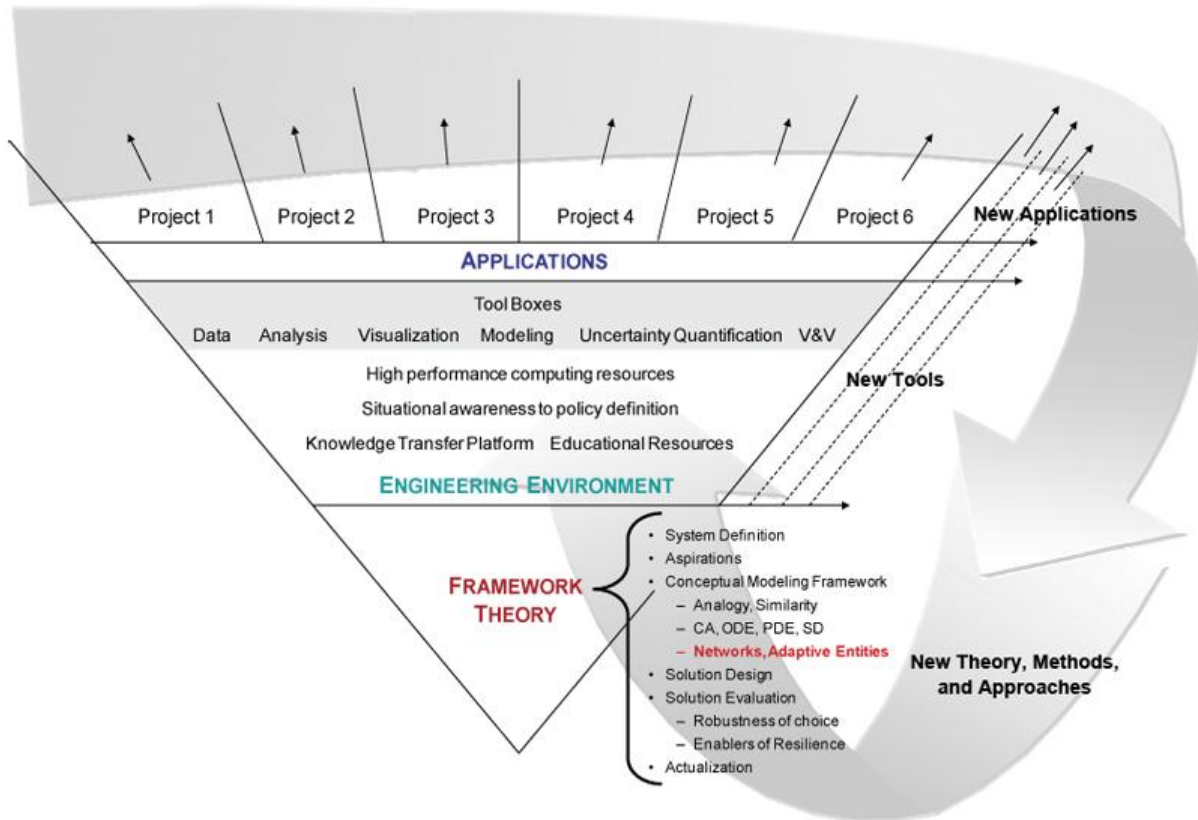 Project 1 Project 2 Project 3 Project 4 Project 5 Project 6
New Applications
APPLICATIONS
Tool Boxes
Data Analysis Visualization Modeling Uncertainty Quantification V&V
High performance computing resources
New Tools
Situational awareness to policy definition
Knowledge Transfer Platform Educational Resources
ENGINEERING ENVIRONMENT
FRAMEWORK
THEORY
• System Definition
• Aspirations
• Conceptual Modeling Framework
– Analogy, Similarity
– CA, ODE, PDE, SD
– Networks, Adaptive Entities
• Solution Design
• Solution Evaluation
– Robustness of choice
– Enablers of Resilience
• Actualization
New Theory, Methods,
and Approaches